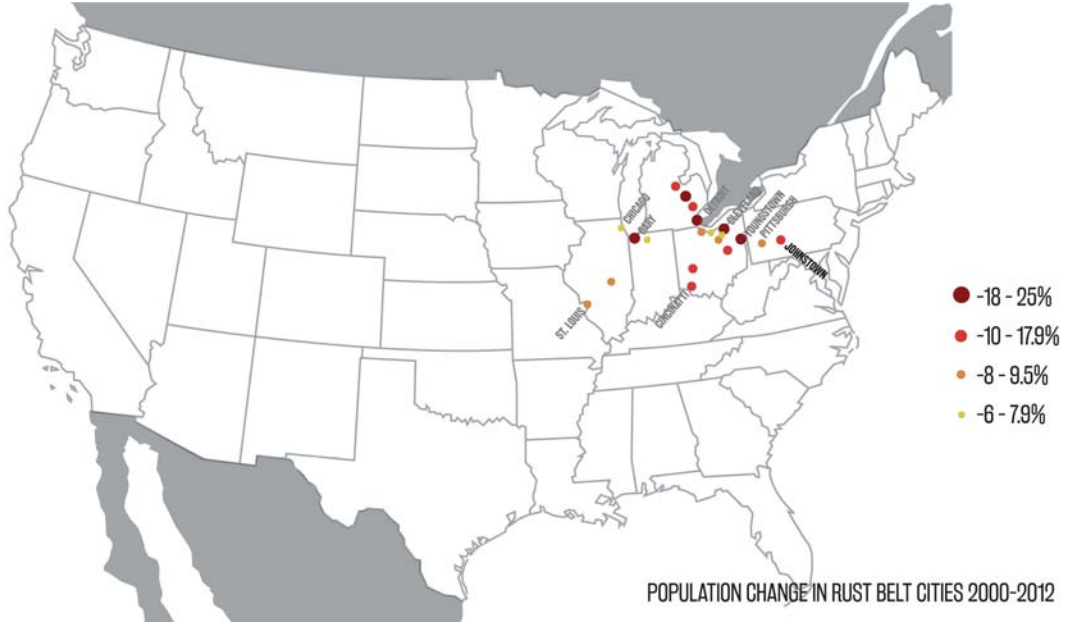 CHICAGO
GARY
DETROIT
CLEVELAND
YOUNGSTOWN
PITTSBURGH
JOHNSTOWN
CINCINATTI
ST. LOUIS
-18 - 25%
-10 - 17.9%
-8 - 9.5%
-6 - 7.9%
POPULATION CHANGE IN RUST BELT CITIES 2000-2012